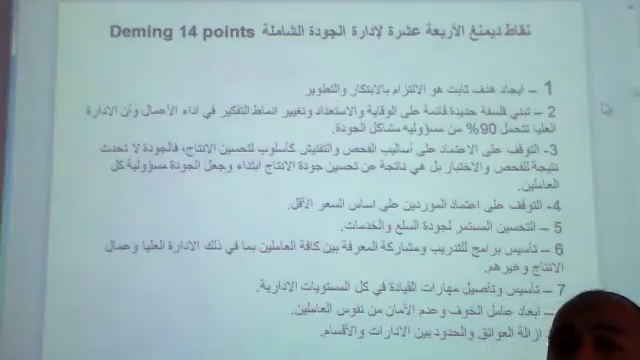 نقاط ديمنغ الأربعة عشرة لإدارة الجودة الشاملة Deming 14 points
1 – ايجاد هدف ثابت هو الالتزام بالابتكار والتطوير
2 – تبني فلسفة جديدة قائمة على الوقاية والاستعداد وتغيير انماط التفكير في اداء الأعمال وأن الادارة
العليا تتحمل 90% من مسؤوليه مشاكل الجودة.
3- التوقف على الاعتماد على أساليب الفحص والتفتيش كأسلوب لتحسين الانتاج، فالجودة لا تحدث
نتيجة للفحص والاختبار بل هي ناتجة عن تحسين جودة الانتاج ابتداء وجعل الجودة مسؤولية كل
العاملين.
4- التوقف على اعتماد الموردين على اساس السعر الأقل.
5 – التحسين المستمر لجودة السلع والخدمات.
6 – تأسيس برامج للتدريب ومشاركة المعرفة بين كافة العاملين بما في ذلك الادارة العليا وعمال
الانتاج وغيرهم.
7 – تأسيس وتأصيل مهارات القيادة في كل المستويات الادارية.
– ابعاد عامل الخوف وعدم الأمان من نفوس العاملين.
ازالة العوائق والحدود بين الادارات والأقسام.